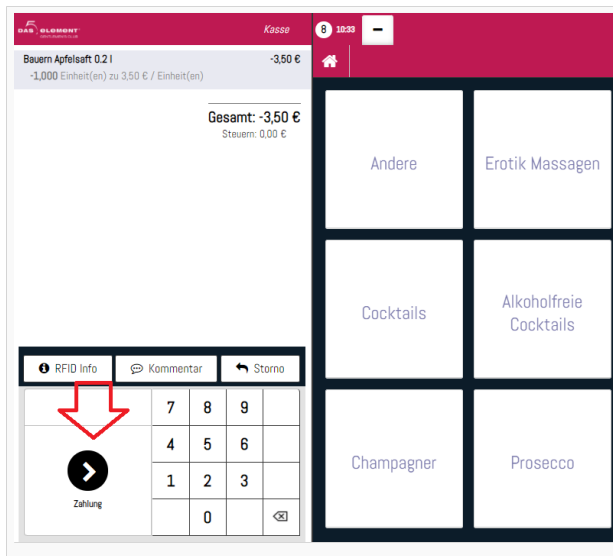 DAS ELEMENT
Kasse
8 10:33
Bauern Apfelsaft 0.2 l -3,50 €
-1,000 Einheit(en) zu 3,50 € / Einheit(en)
Gesamt: -3,50 €
Steuern: 0,00 €
RFID Info
Kommentar
Storno
7 8 9
4 5 6
1 2 3
0
Zahlung
Andere
Erotik Massagen
Cocktails
Alkoholfreie
Cocktails
Champagner
Prosecco